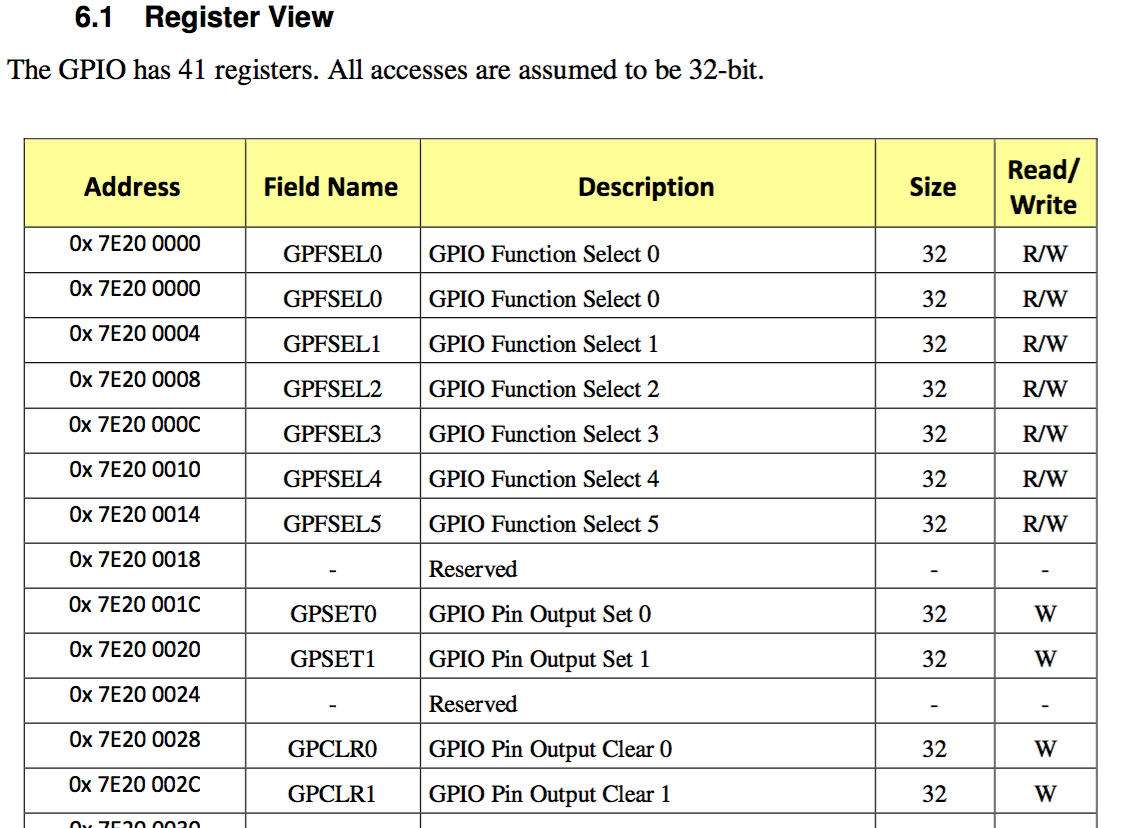 6.1 Register View
The GPIO has 41 registers. All accesses are assumed to be 32-bit.
Address Field Name Description Size Read/
Write
0x 7E20 0000 GPFSEL0 GPIO Function Select 0 32 R/W
0x 7E20 0000 GPFSEL0 GPIO Function Select 0 32 R/W
0x 7E20 0004 GPFSEL1 GPIO Function Select 1 32 R/W
0x 7E20 0008 GPFSEL2 GPIO Function Select 2 32 R/W
0x 7E20 000C GPFSEL3 GPIO Function Select 3 32 R/W
0x 7E20 0010 GPFSEL4 GPIO Function Select 4 32 R/W
0x 7E20 0014 GPFSEL5 GPIO Function Select 5 32 R/W
0x 7E20 0018 - Reserved - -
0x 7E20 001C GPSET0 GPIO Pin Output Set 0 32 W
0x 7E20 0020 GPSET1 GPIO Pin Output Set 1 32 W
0x 7E20 0024 - Reserved - -
0x 7E20 0028 GPCLR0 GPIO Pin Output Clear 0 32 W
0x 7E20 002C GPCLR1 GPIO Pin Output Clear 1 32 W